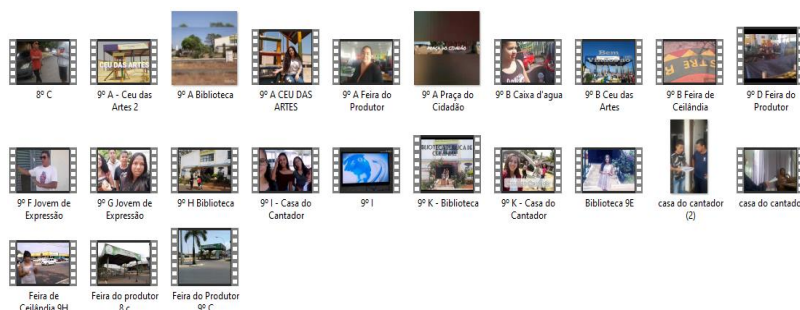 8º C
9º A - Ceu das
Artes 2
9º A Biblioteca
9º A CEU DAS
ARTES
9º A Feira do
Produtor
9º A Praça do
Cidadão
9º B Caixa d'agua
9º B Ceu das
Artes
9º B Feira de
Ceilândia
9º D Feira do
Produtor
CEU DAS ARTES
PRAÇA DO CIDADÃO
9º F Jovem de
Expressão
9º G Jovem de
Expressão
9º H Biblioteca
9º I - Casa do
Cantador
9º I
9º K - Biblioteca
9º K - Casa do
Cantador
Biblioteca 9E
casa do cantador
(2)
casa do cantado
Feira de
Ceilândia 9H
Feira do produtor
8 c
Feira do Produtor
9º C